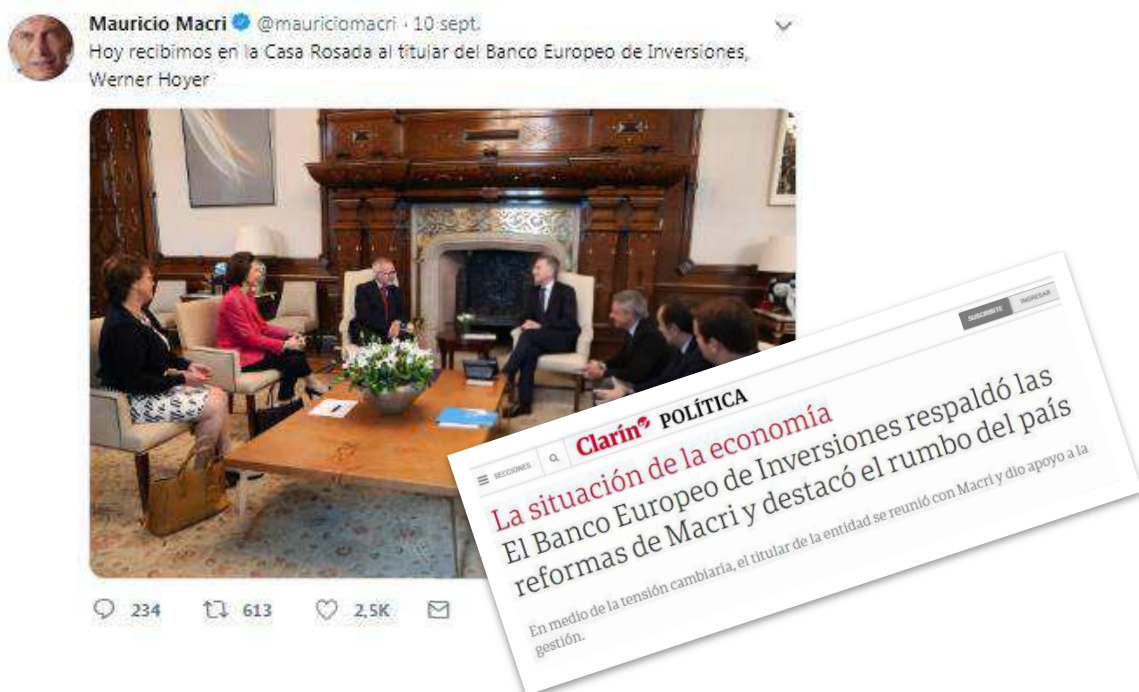 Mauricio Macri @mauriciomacri · 10 sept.
Hoy recibimos en la Casa Rosada al titular del Banco Europeo de Inversiones,
Werner Hoyer
234 613 2,5K
SUSCRIBITE INGRESAR
SECCIONES Clarín POLÍTICA
La situación de la economía
El Banco Europeo de Inversiones respaldó las
reformas de Macri y destacó el rumbo del país
En medio de la tensión cambiaria, el titular de la entidad se reunió con Macri y dio apoyo a la
gestión.